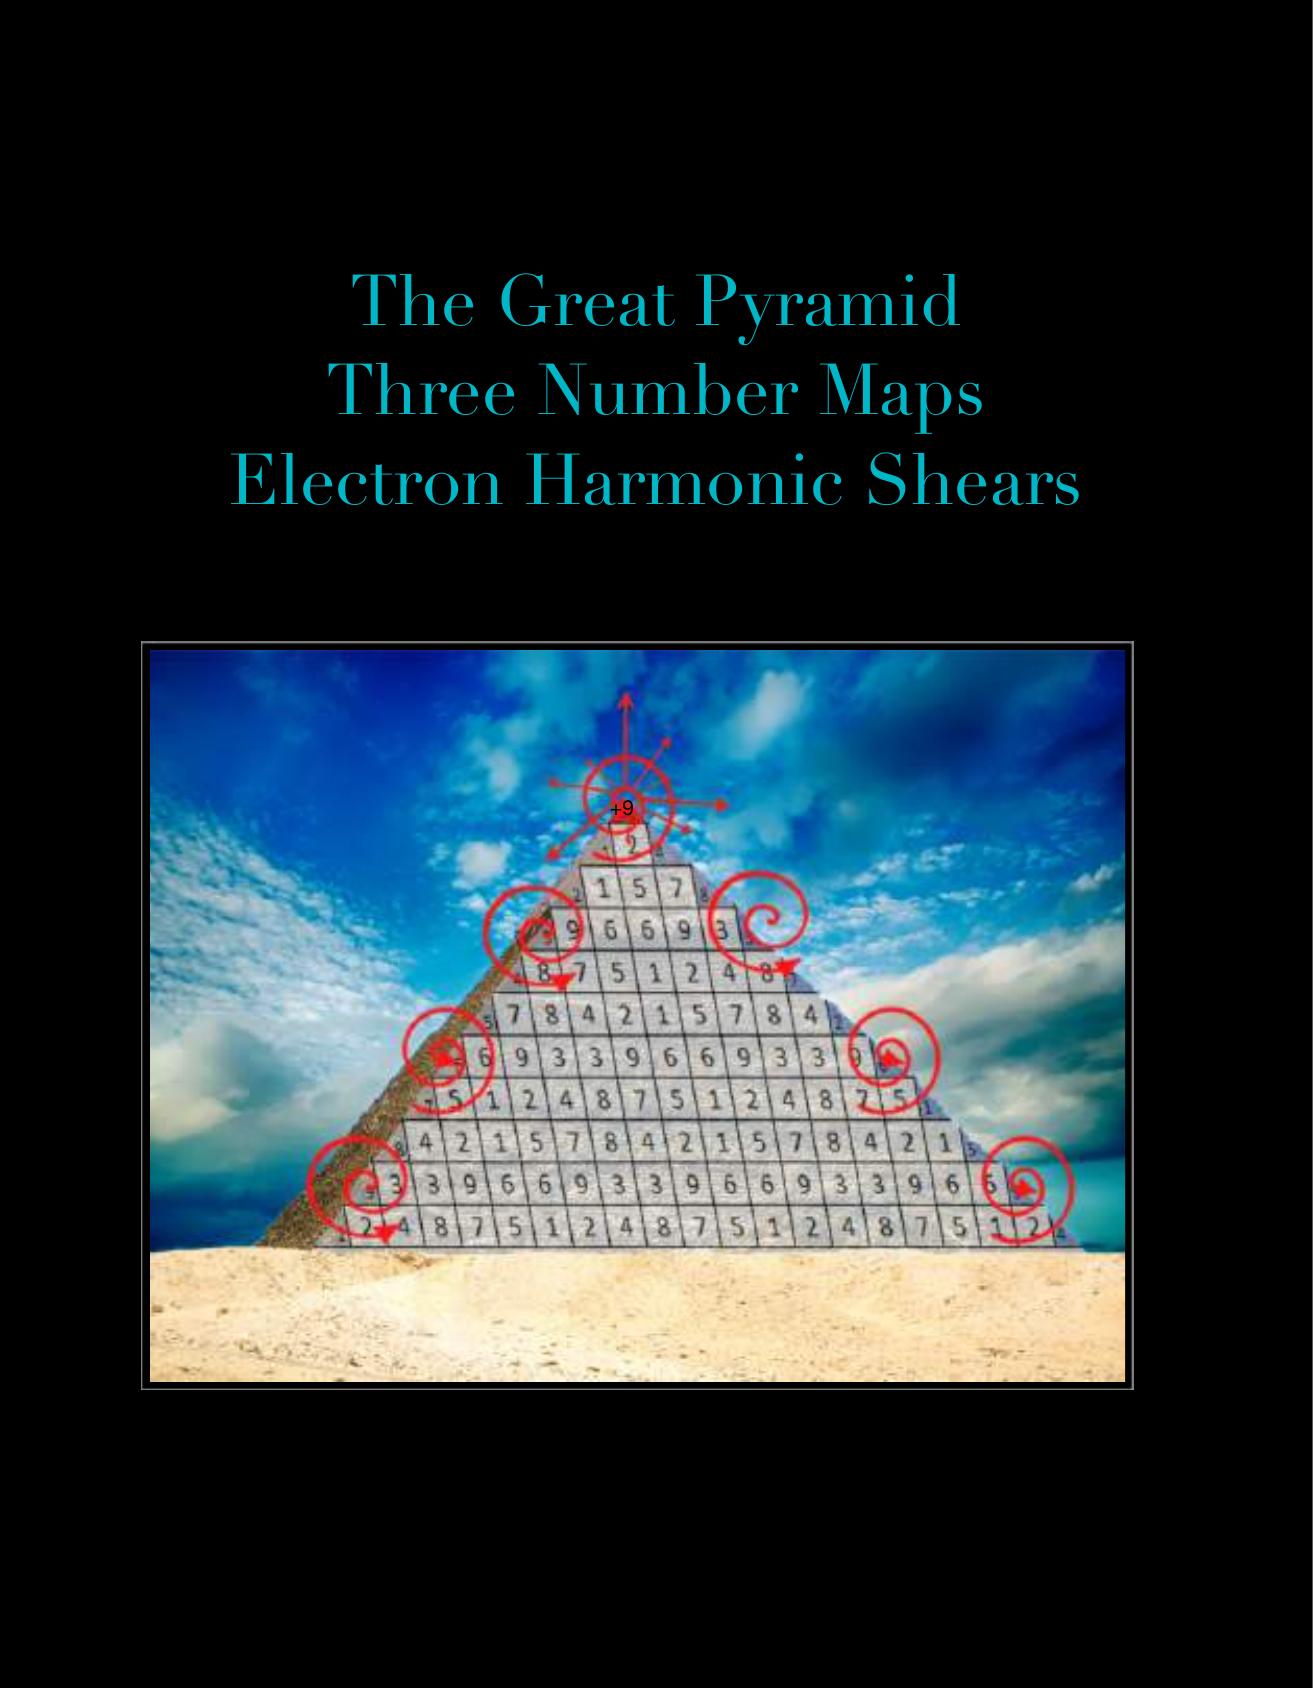 The Great Pyramid
Three Number Maps
Electron Harmonic Shears
+9
2
1 5 7
9 6 6 9 3
8 7 5 1 2 4 8
7 8 4 2 1 5 7 8 4
6 9 3 3 9 6 6 9 3 3 9
5 1 2 4 8 7 5 1 2 4 8 7 5 1
8 4 2 1 5 7 8 4 2 1 5 7 8 4 2 1 5
3 3 9 6 6 9 3 3 9 6 6 9 3 3 9 6 6
2 4 8 7 5 1 2 4 8 7 5 1 2 4 8 7 5 1 2 4